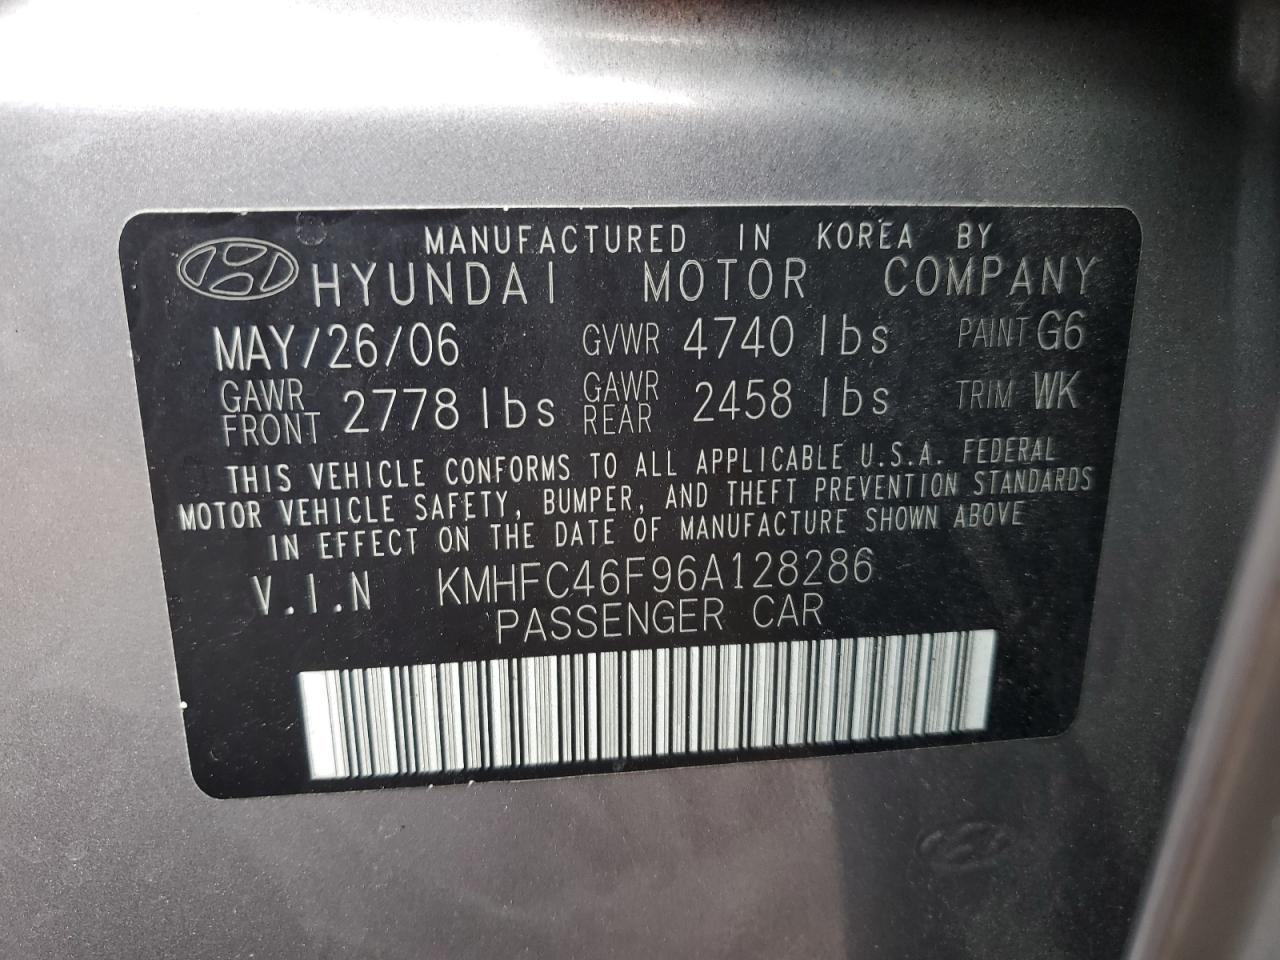 MANUFACTURED IN KOREA BY
HYUNDAI MOTOR COMPANY
MAY/26/06 GVWR 4740 lbs PAINT G6
GAWR FRONT 2778 lbs GAWR REAR 2458 lbs TRIM WK
THIS VEHICLE CONFORMS TO ALL APPLICABLE U.S.A. FEDERAL
MOTOR VEHICLE SAFETY, BUMPER, AND THEFT PREVENTION STANDARDS
IN EFFECT ON THE DATE OF MANUFACTURE SHOWN ABOVE
V.I.N KMHFC46F96A128286
PASSENGER CAR